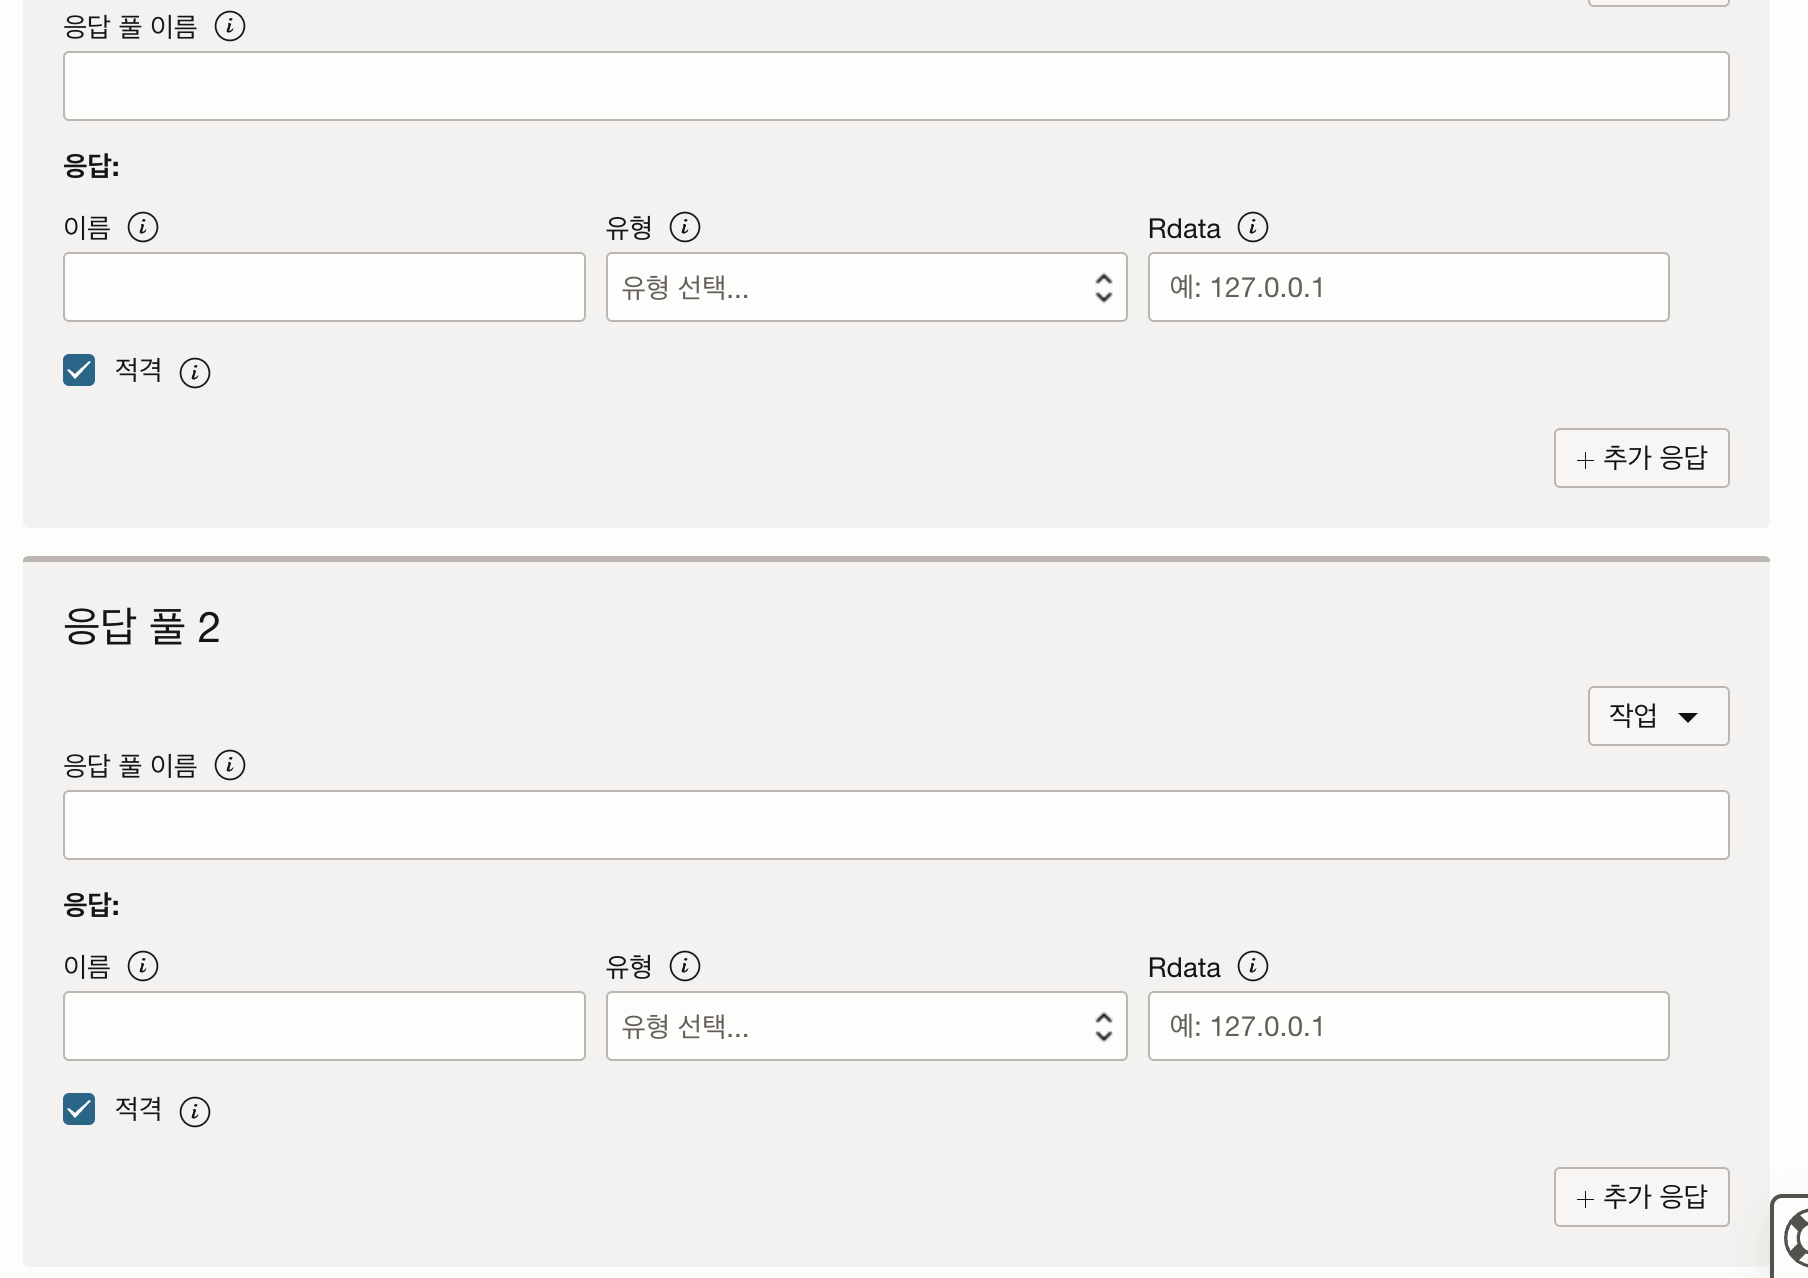 응답 풀 이름
응답:
이름 유형 Rdata
유형 선택... 예: 127.0.0.1
적격
+ 추가 응답
응답 풀 2
작업
응답 풀 이름
응답:
이름 유형 Rdata
유형 선택... 예: 127.0.0.1
적격
+ 추가 응답